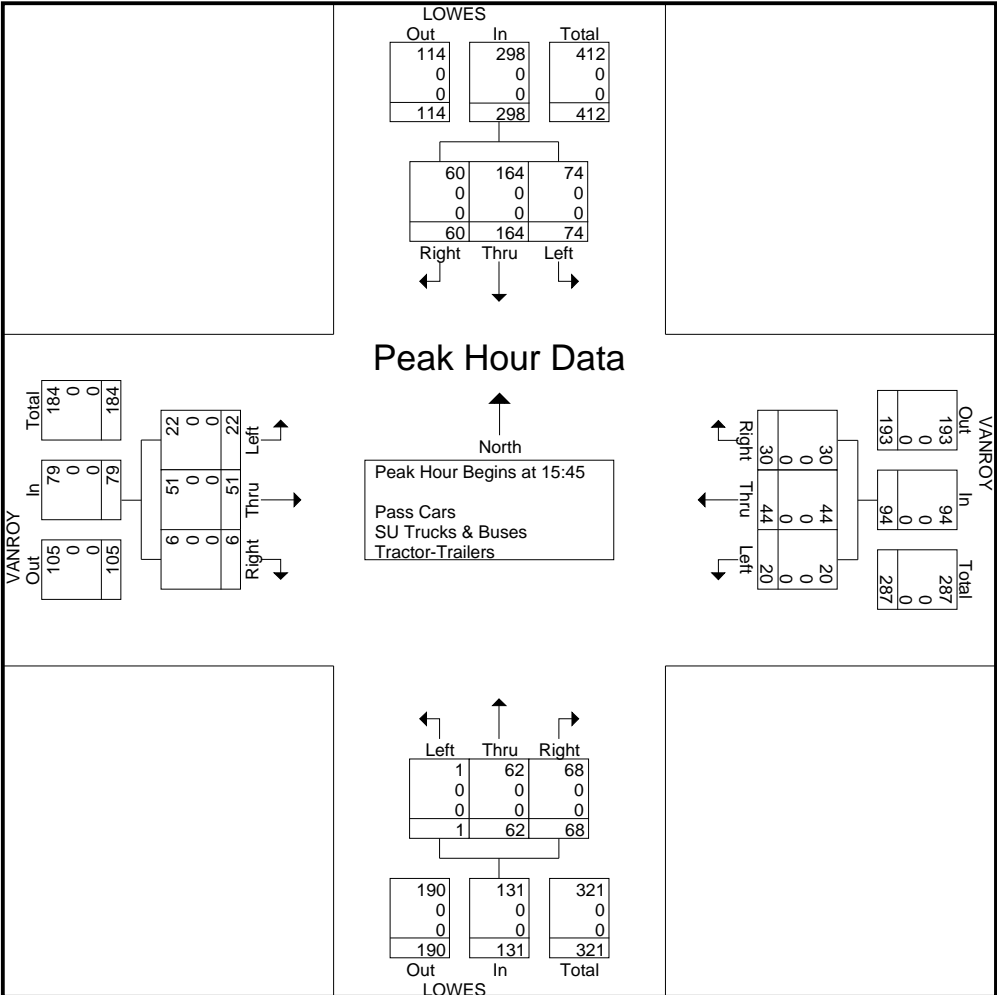 LOWES
Out In Total
114 298 412
0 0 0
0 0 0
114 298 412
60 164 74
0 0 0
0 0 0
60 164 74
Right Thru Left
Peak Hour Data
North
Peak Hour Begins at 15:45
Pass Cars
SU Trucks & Buses
Tractor-Trailers
VANROY
Total In Out
184 79 105
0 0 0
0 0 0
184 79 105
22 51 6
0 0 0
0 0 0
22 51 6
Left Thru Right
VANROY
Out In Total
193 94 287
0 0 0
0 0 0
193 94 287
30 44 20
0 0 0
0 0 0
30 44 20
Right Thru Left
Left Thru Right
1 62 68
0 0 0
0 0 0
1 62 68
190 131 321
0 0 0
0 0 0
190 131 321
Out In Total
LOWES